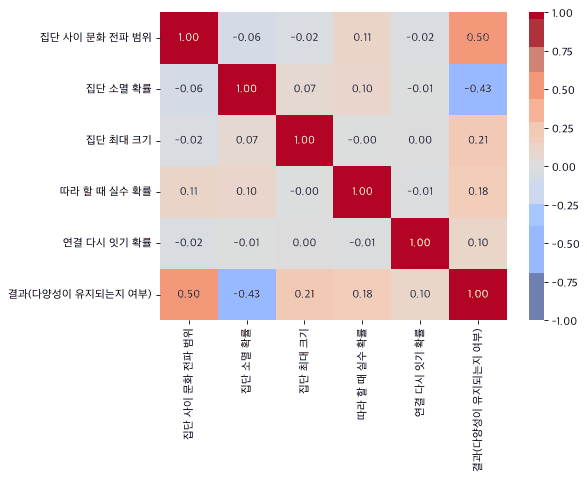 집단 사이 문화 전파 범위 1.00 -0.06 -0.02 0.11 -0.02 0.50
집단 소멸 확률 -0.06 1.00 0.07 0.10 -0.01 -0.43
집단 최대 크기 -0.02 0.07 1.00 -0.00 0.00 0.21
따라 할 때 실수 확률 0.11 0.10 -0.00 1.00 -0.01 0.18
연결 다시 잇기 확률 -0.02 -0.01 0.00 -0.01 1.00 0.10
결과(다양성이 유지되는지 여부) 0.50 -0.43 0.21 0.18 0.10 1.00
집단 사이 문화 전파 범위
집단 소멸 확률
집단 최대 크기
따라 할 때 실수 확률
연결 다시 잇기 확률
결과(다양성이 유지되는지 여부)
1.00
0.75
0.50
0.25
0.00
-0.25
-0.50
-0.75
-1.00